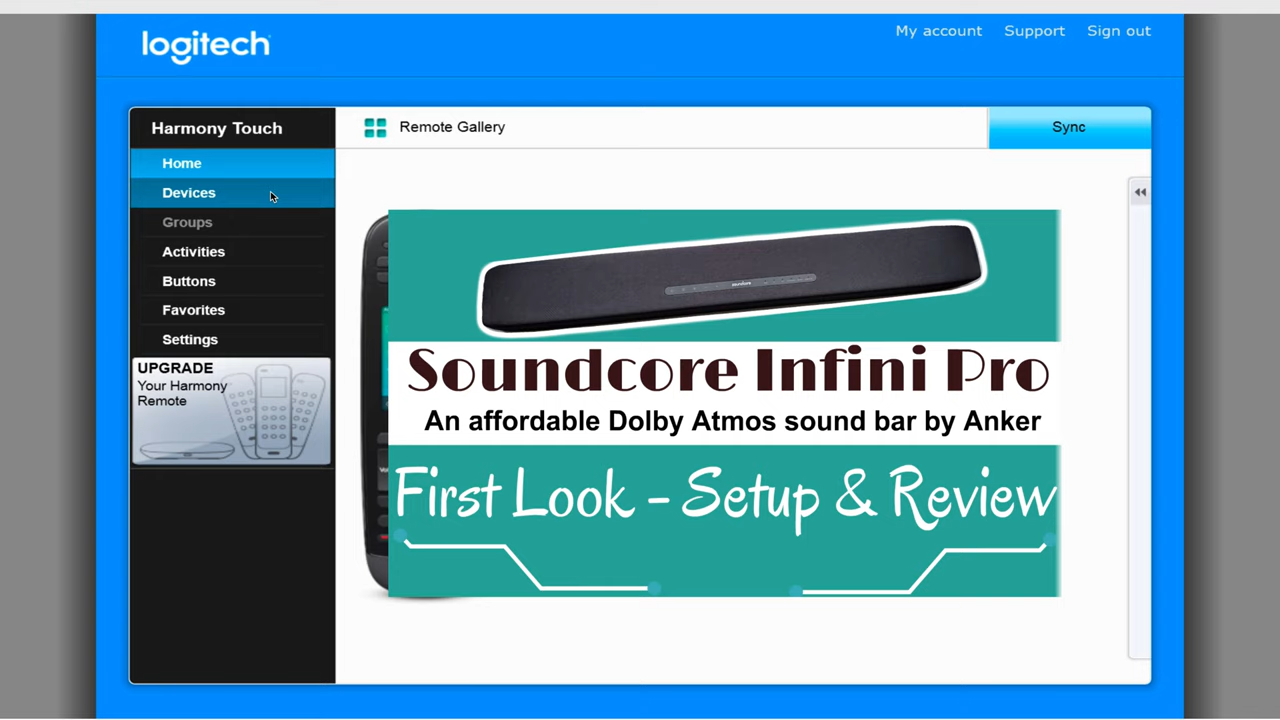 logitech
My account
Support
Sign out
Harmony Touch
Remote Gallery
Sync
Home
Devices
Groups
Activities
Buttons
Favorites
Settings
UPGRADE
Your Harmony
Remote
soundcore
Soundcore Infini Pro
An affordable Dolby Atmos sound bar by Anker
First Look - Setup & Review